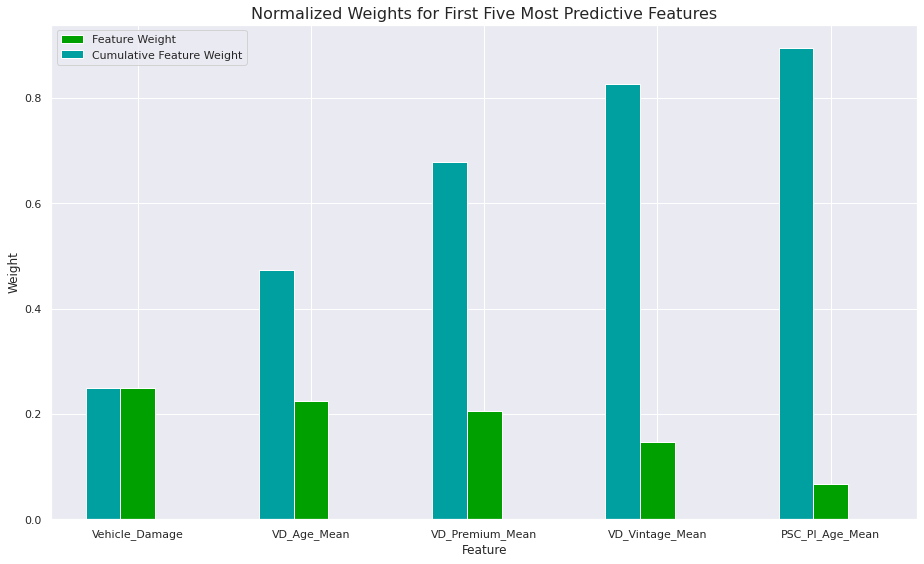 Normalized Weights for First Five Most Predictive Features
Feature Weight
Cumulative Feature Weight
Weight
0.8
0.6
0.4
0.2
0.0
Vehicle_Damage
VD_Age_Mean
VD_Premium_Mean
VD_Vintage_Mean
PSC_PI_Age_Mean
Feature